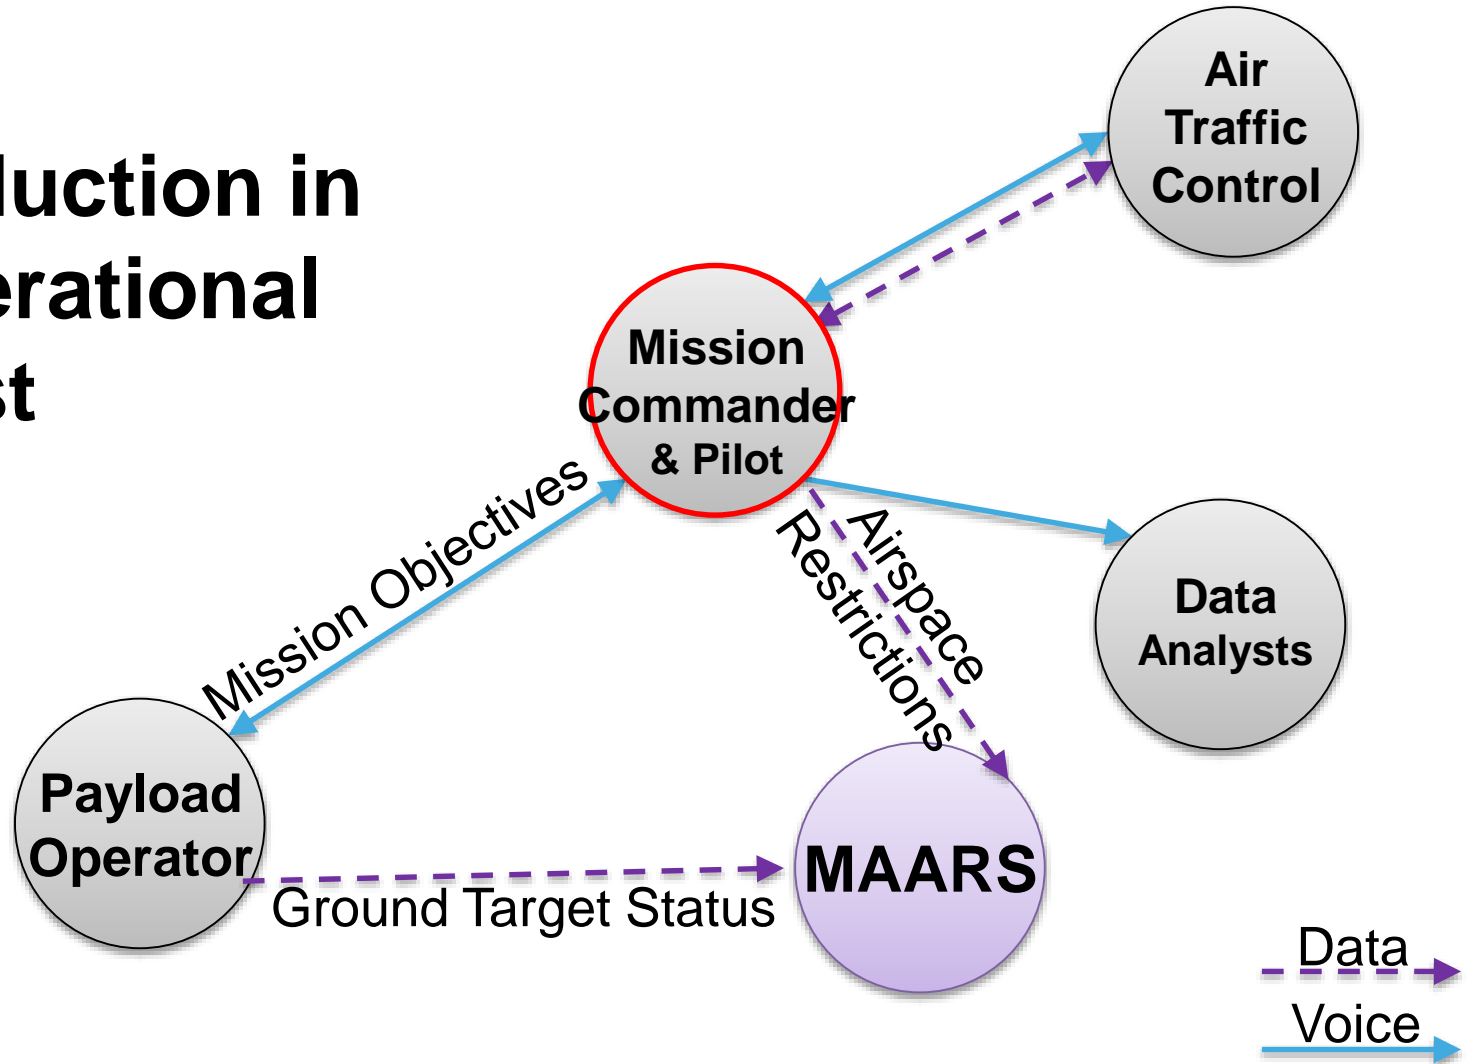 duction in
erational
st
Air
Traffic
Control
Mission
Commander
& Pilot
Mission Objectives
Airspace
Restrictions
Data
Analysts
Payload
Operator
Ground Target Status
MAARS
Data
Voice